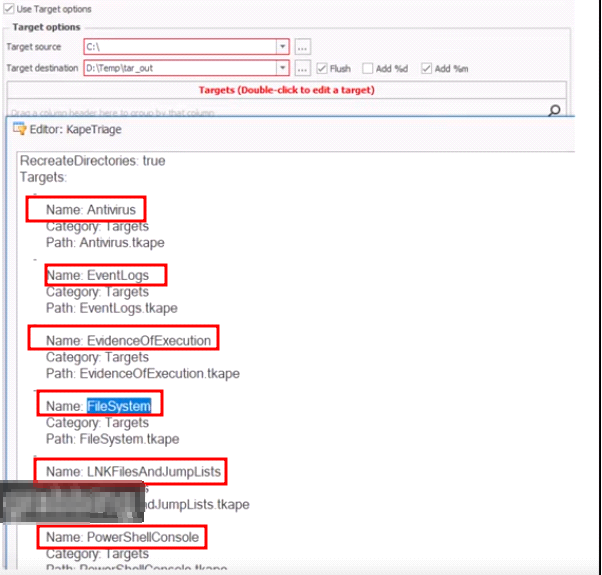 Use Target options
Target options
Target source C:\ ...
Target destination D:\Temp\tar_out ... Flush Add %d Add %m
Targets (Double-click to edit a target)
Drag a column header here to group by that column
Editor: KapeTriage
RecreateDirectories: true
Targets:
-
Name: Antivirus
Category: Targets
Path: Antivirus.tkape
-
Name: EventLogs
Category: Targets
Path: EventLogs.tkape
-
Name: EvidenceOfExecution
Category: Targets
Path: EvidenceOfExecution.tkape
-
Name: FileSystem
Category: Targets
Path: FileSystem.tkape
-
Name: LNKFilesAndJumpLists
ndJumpLists.tkape
Name: PowerShellConsole
Category: Targets
Path: PowerShellConsole.tkape